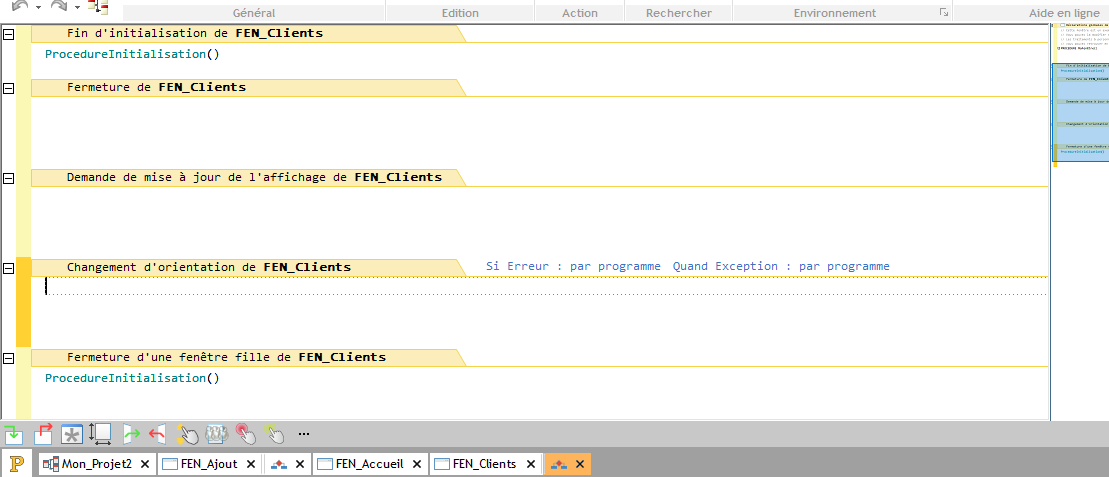 Général Edition Action Rechercher Environnement Aide en ligne
Fin d'initialisation de FEN_Clients
ProcedureInitialisation()
Fermeture de FEN_Clients
Demande de mise à jour de l'affichage de FEN_Clients
Changement d'orientation de FEN_Clients Si Erreur : par programme Quand Exception : par programme
Fermeture d'une fenêtre fille de FEN_Clients
ProcedureInitialisation()
...
P Mon_Projet2 FEN_Ajout FEN_Accueil FEN_Clients